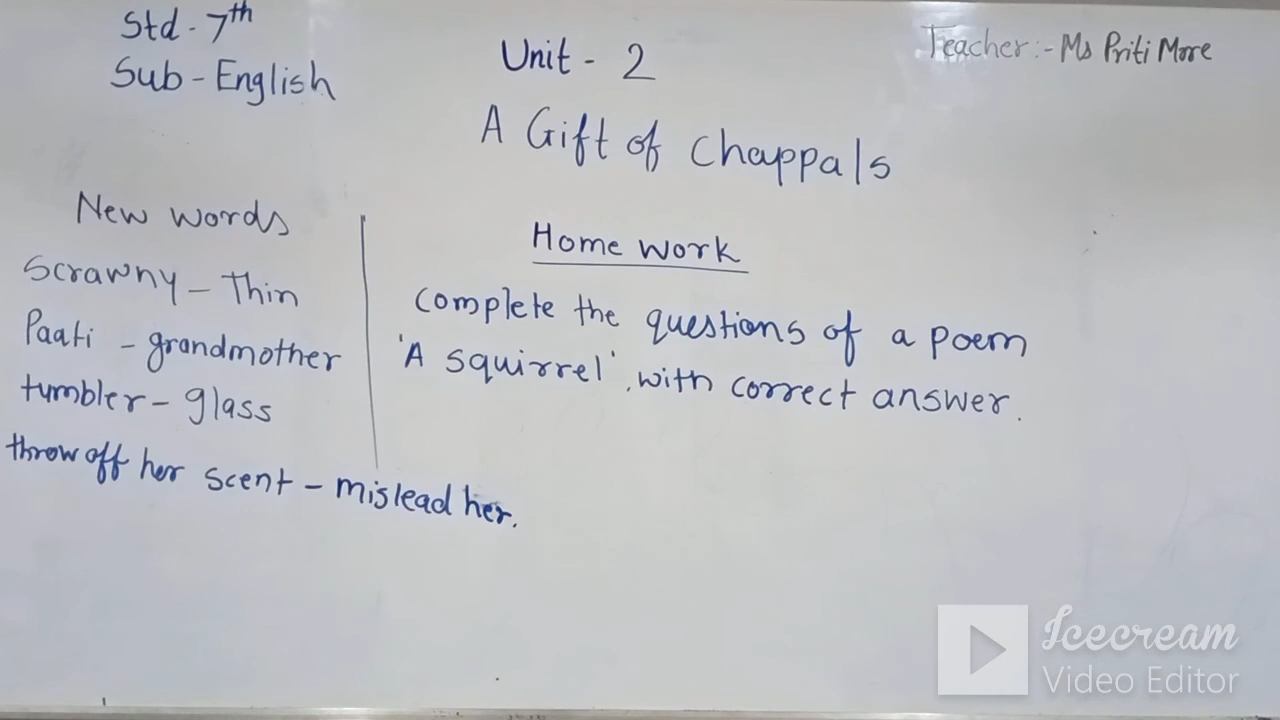 Std - 7th
Sub - English
Unit - 2
Teacher :- Ms Priti More
A Gift of Chappals
New words
Scrawny - Thin
Paati - grandmother
tumbler - glass
throw off her scent - mislead her.
Home work
complete the questions of a poem
'A squirrel', with correct answer.
Icecream
Video Editor